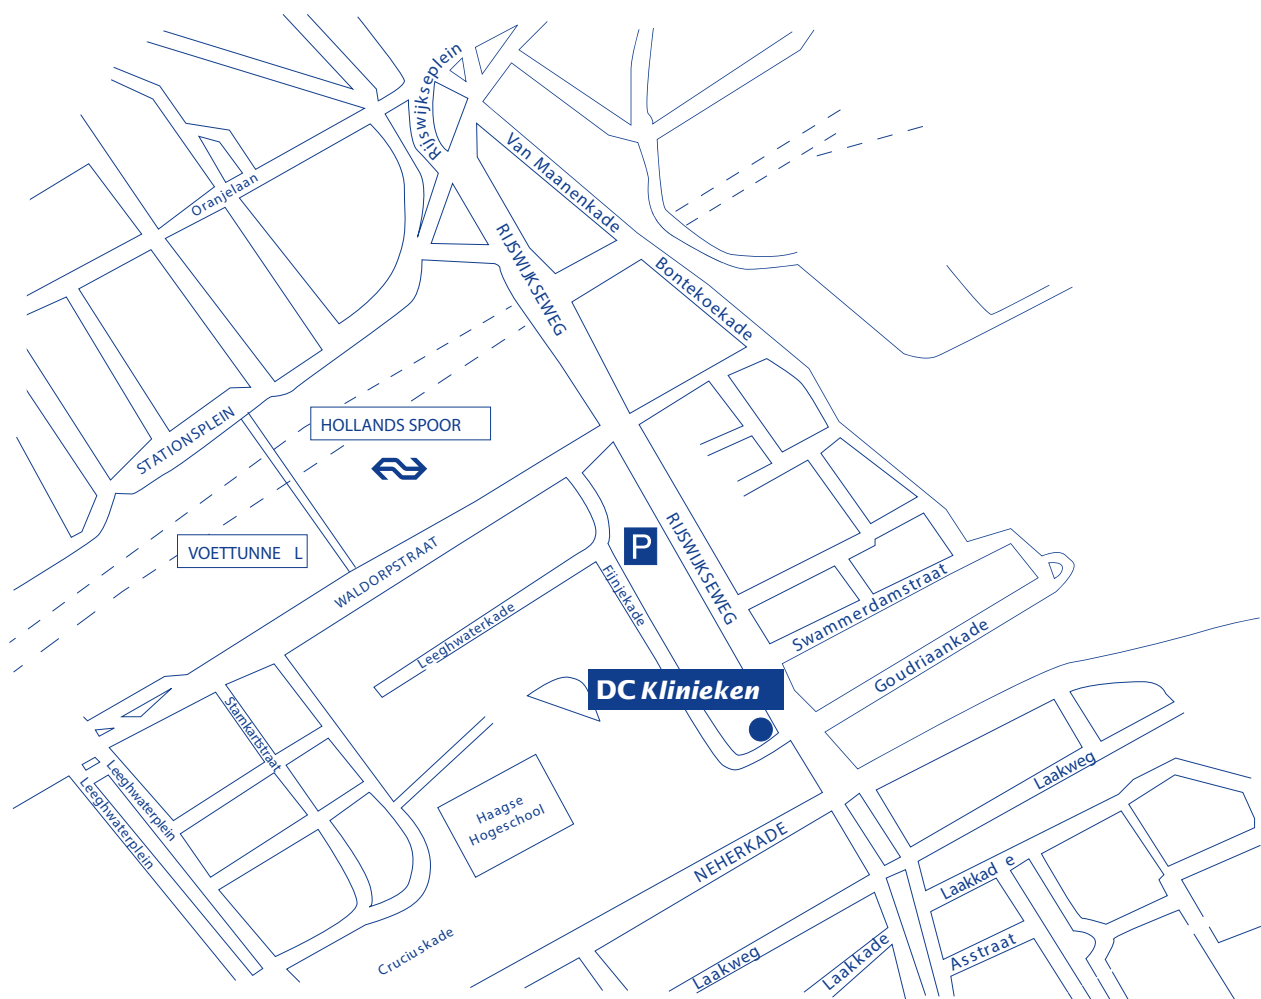 Rijswijkseplein
Van Maanenkade
Oranjelaan
RIJSWIJKSEWEG
Bontekoekade
STATIONSPLEIN
HOLLANDS SPOOR
VOETTUNNE L
WALDORPSTRAAT
P
RIJSWIJKSEWEG
Fijnjekade
Leeghwaterkade
Swammerdamstraat
Goudriaankade
DC Klinieken
Stamkartstraat
Leeghwaterplein
Leeghwaterplein
Haagse
Hogeschool
Laakweg
NEHERKADE
Laakkad e
Cruciuskade
Laakweg
Laakkade
Asstraat